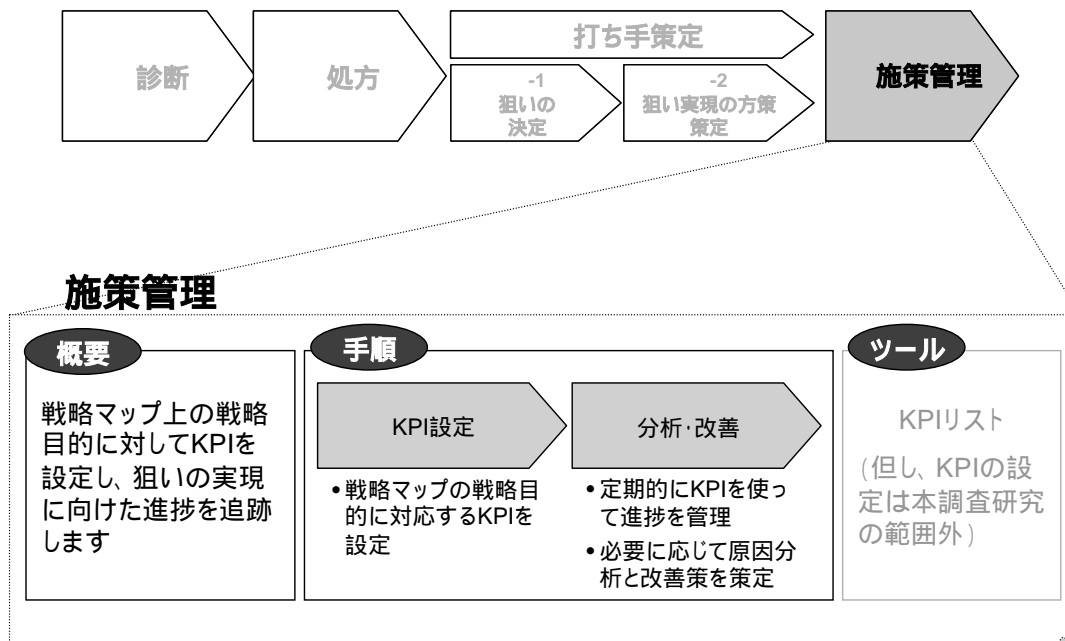 診断
処方
打ち手策定
-1
狙いの
決定
-2
狙い実現の方策
策定
施策管理
施策管理
概要
戦略マップ上の戦略
目的に対してKPIを
設定し、狙いの実現
に向けた進捗を追跡
します
手順
KPI設定
•戦略マップの戦略目
的に対応するKPIを
設定
分析・改善
•定期的にKPIを使っ
て進捗を管理
•必要に応じて原因分
析と改善策を策定
ツール
KPIリスト
（但し、KPIの設
定は本調査研究
の範囲外）